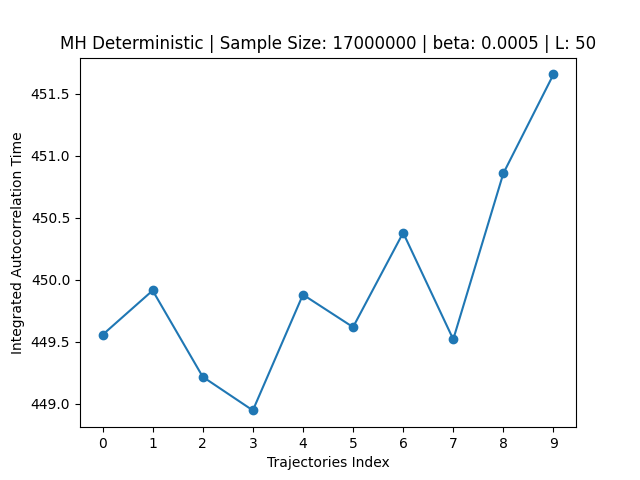 MH Deterministic | Sample Size: 17000000 | beta: 0.0005 | L: 50
Integrated Autocorrelation Time
451.5
451.0
450.5
450.0
449.5
449.0
0 1 2 3 4 5 6 7 8 9
Trajectories Index